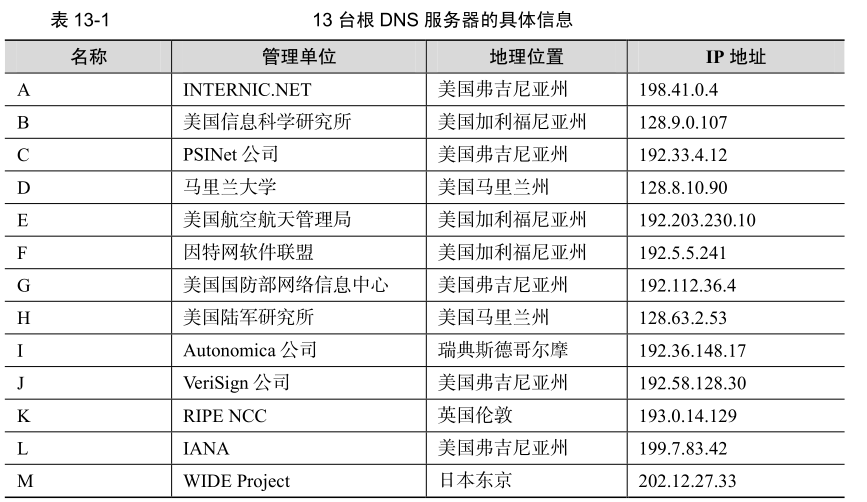 表 13-1 13 台根 DNS 服务器的具体信息
名称 管理单位 地理位置 IP 地址
A INTERNIC.NET 美国弗吉尼亚州 198.41.0.4
B 美国信息科学研究所 美国加利福尼亚州 128.9.0.107
C PSINet 公司 美国弗吉尼亚州 192.33.4.12
D 马里兰大学 美国马里兰州 128.8.10.90
E 美国航空航天管理局 美国加利福尼亚州 192.203.230.10
F 因特网软件联盟 美国加利福尼亚州 192.5.5.241
G 美国国防部网络信息中心 美国弗吉尼亚州 192.112.36.4
H 美国陆军研究所 美国马里兰州 128.63.2.53
I Autonomica 公司 瑞典斯德哥尔摩 192.36.148.17
J VeriSign 公司 美国弗吉尼亚州 192.58.128.30
K RIPE NCC 英国伦敦 193.0.14.129
L IANA 美国弗吉尼亚州 199.7.83.42
M WIDE Project 日本东京 202.12.27.33